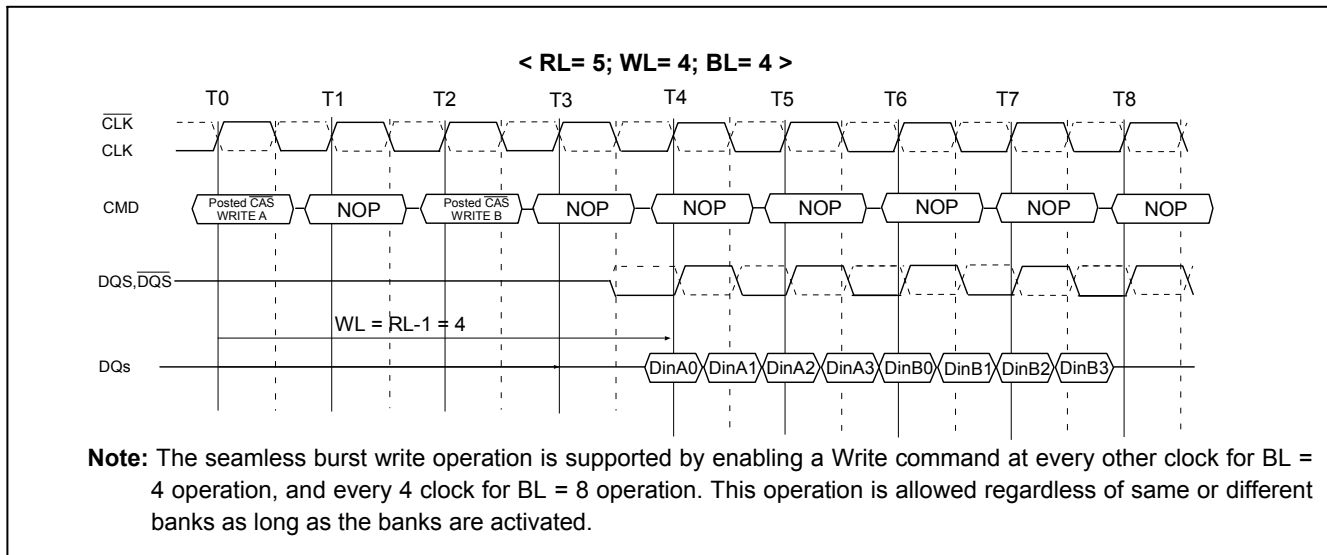 < RL= 5; WL= 4; BL= 4 >
T0 T1 T2 T3 T4 T5 T6 T7 T8
CLK
CLK
CMD
Posted CAS
WRITE A
NOP
Posted CAS
WRITE B
NOP NOP NOP NOP NOP NOP
DQS,DQS
WL = RL-1 = 4
DQs
DinA0 DinA1 DinA2 DinA3 DinB0 DinB1 DinB2 DinB3
Note: The seamless burst write operation is supported by enabling a Write command at every other clock for BL =
4 operation, and every 4 clock for BL = 8 operation. This operation is allowed regardless of same or different
banks as long as the banks are activated.